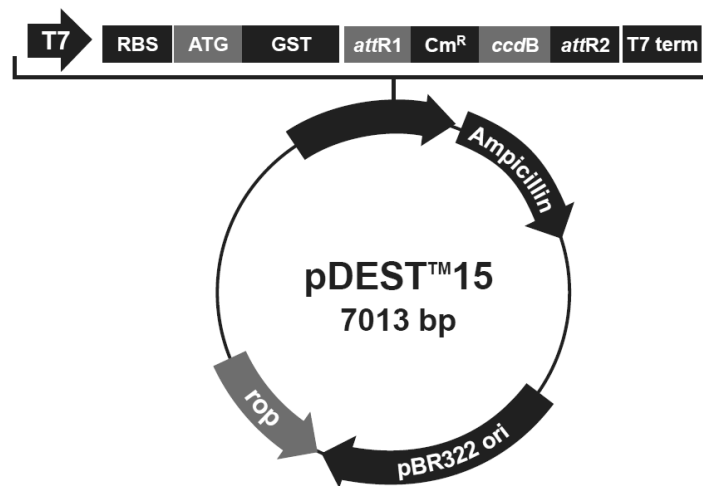 T7 RBS ATG GST attR1 CmR ccdB attR2 T7 term
Ampicillin
pDEST™15
7013 bp
rop
pBR322 ori